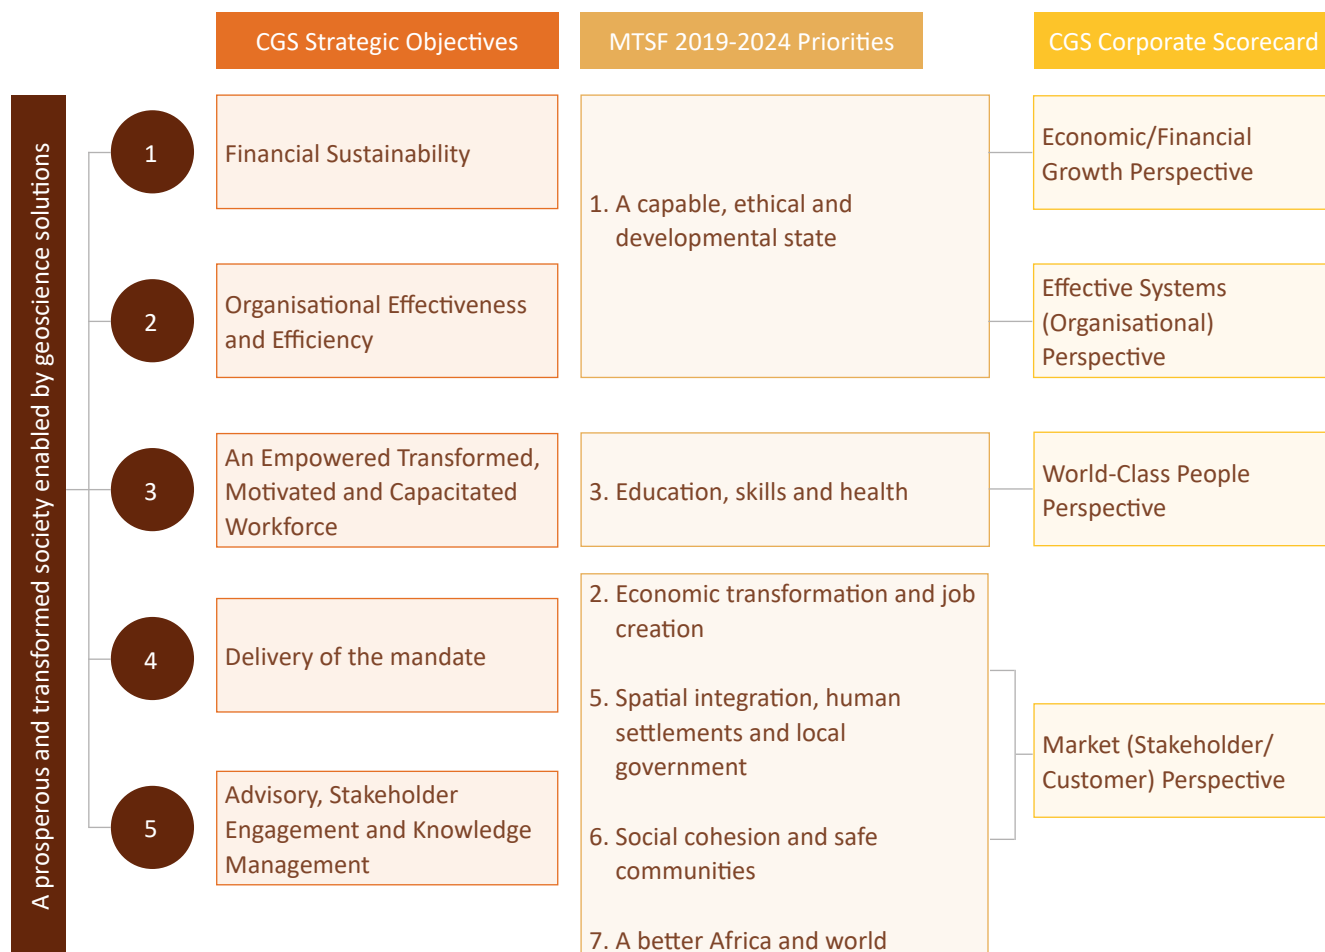 CGS Strategic Objectives
MTSF 2019-2024 Priorities
CGS Corporate Scorecard
A prosperous and transformed society enabled by geoscience solutions
1
Financial Sustainability
1. A capable, ethical and
developmental state
Economic/Financial
Growth Perspective
2
Organisational Effectiveness
and Efficiency
Effective Systems
(Organisational)
Perspective
3
An Empowered Transformed,
Motivated and Capacitated
Workforce
3. Education, skills and health
World-Class People
Perspective
4
Delivery of the mandate
2. Economic transformation and job
creation
5. Spatial integration, human
settlements and local
government
6. Social cohesion and safe
communities
7. A better Africa and world
Market (Stakeholder/
Customer) Perspective
5
Advisory, Stakeholder
Engagement and Knowledge
Management